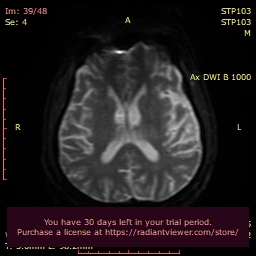 Im: 39/48
Se: 4
A
STP103
STP103
M
Ax DWI B 1000
R
L
You have 30 days left in your trial period.
Purchase a license at https://radiantviewer.com/store/